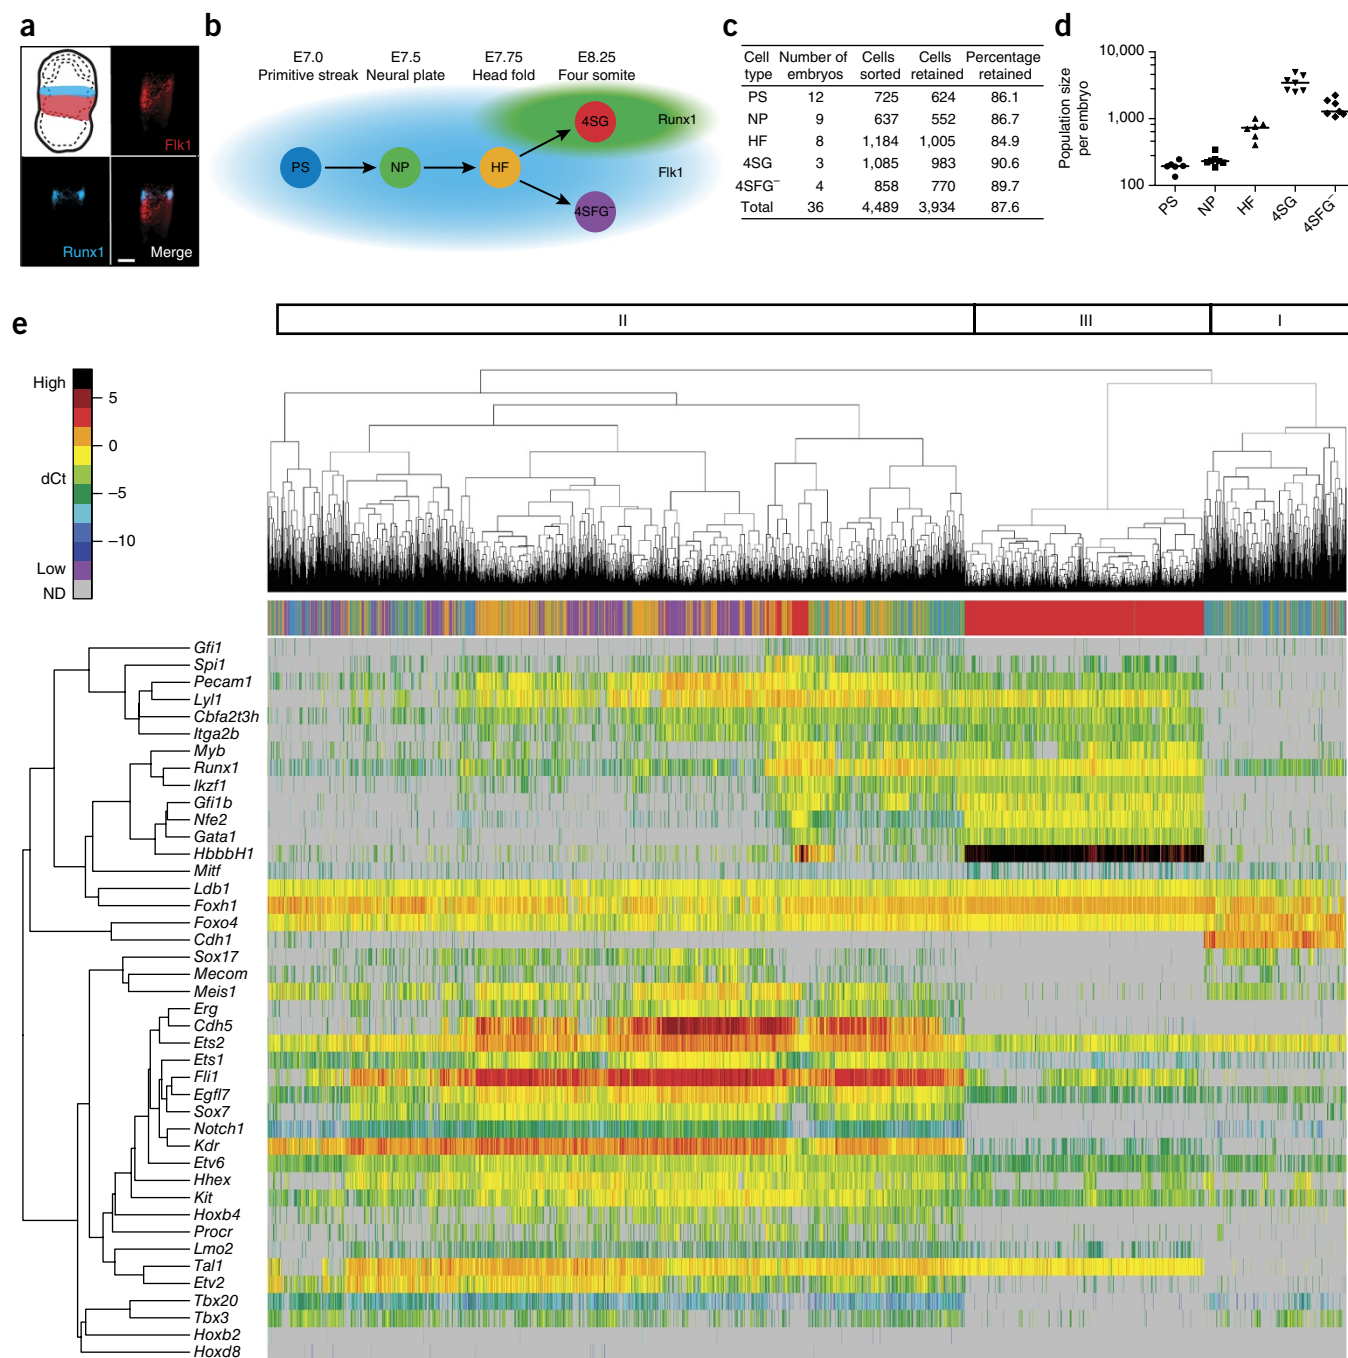 a
Flk1
Runx1
Merge
b
E7.0 E7.5 E7.75 E8.25
Primitive streak Neural plate Head fold Four somite
Runx1
4SG
PS NP HF
Flk1
4SFG⁻
c
Cell type Number of embryos Cells sorted Cells retained Percentage retained
PS 12 725 624 86.1
NP 9 637 552 86.7
HF 8 1,184 1,005 84.9
4SG 3 1,085 983 90.6
4SFG⁻ 4 858 770 89.7
Total 36 4,489 3,934 87.6
d
Population size per embryo
10,000
1,000
100
PS NP HF 4SG 4SFG⁻
e
II III I
High
5
0
dCt
–5
–10
Low
ND
Gfi1
Spi1
Pecam1
Lyl1
Cbfa2t3h
Itga2b
Myb
Runx1
Ikzf1
Gfi1b
Nfe2
Gata1
HbbbH1
Mitf
Ldb1
Foxh1
Foxo4
Cdh1
Sox17
Mecom
Meis1
Erg
Cdh5
Ets2
Ets1
Fli1
Egfl7
Sox7
Notch1
Kdr
Etv6
Hhex
Kit
Hoxb4
Procr
Lmo2
Tal1
Etv2
Tbx20
Tbx3
Hoxb2
Hoxd8